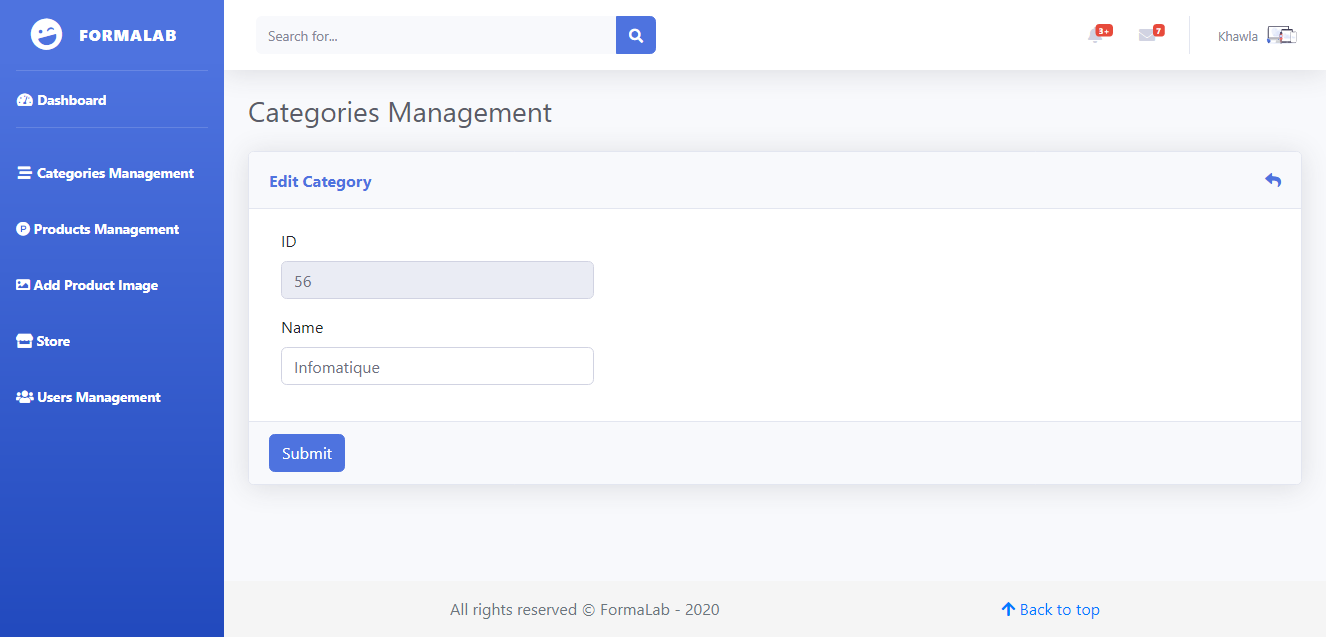 FORMALAB
Search for...
3+
7
Khawla
Dashboard
Categories Management
Products Management
Add Product Image
Store
Users Management
Categories Management
Edit Category
ID
56
Name
Infomatique
Submit
All rights reserved © FormaLab - 2020
Back to top